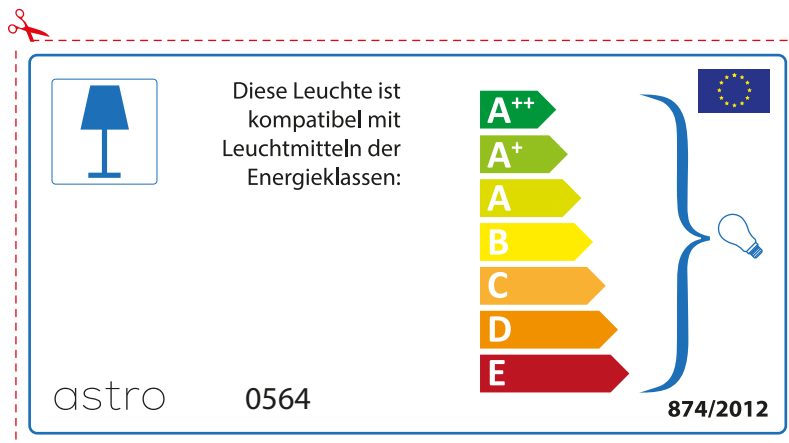 Diese Leuchte ist
kompatibel mit
Leuchtmitteln der
Energieklassen:
A++
A+
A
B
C
D
E
astro
0564
874/2012